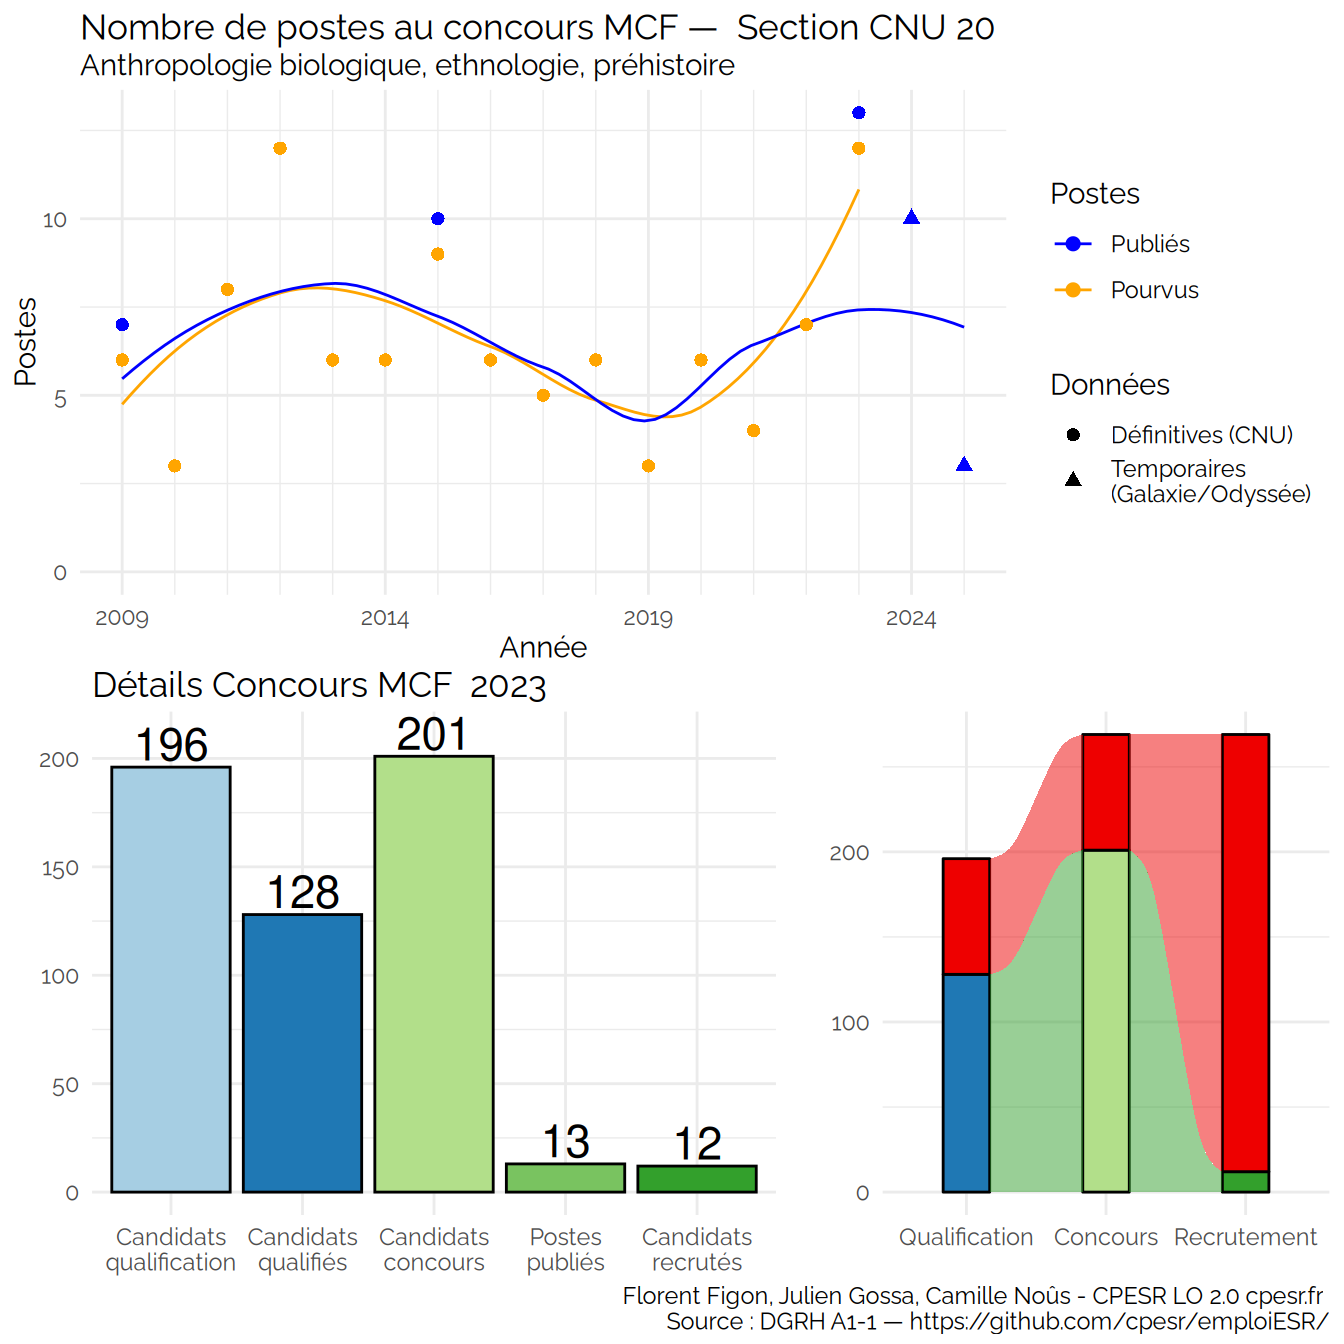 Nombre de postes au concours MCF — Section CNU 20
Anthropologie biologique, ethnologie, préhistoire
Postes
10
5
0
2009
2014
2019
2024
Année
Postes
Publiés
Pourvus
Données
Définitives (CNU)
Temporaires
(Galaxie/Odyssée)
Détails Concours MCF 2023
200
150
100
50
0
196
128
201
13
12
Candidats
qualification
Candidats
qualifiés
Candidats
concours
Postes
publiés
Candidats
recrutés
200
100
0
Qualification
Concours
Recrutement
Florent Figon, Julien Gossa, Camille Noûs - CPESR LO 2.0 cpesr.fr
Source : DGRH A1-1 — https://github.com/cpesr/emploiESR/